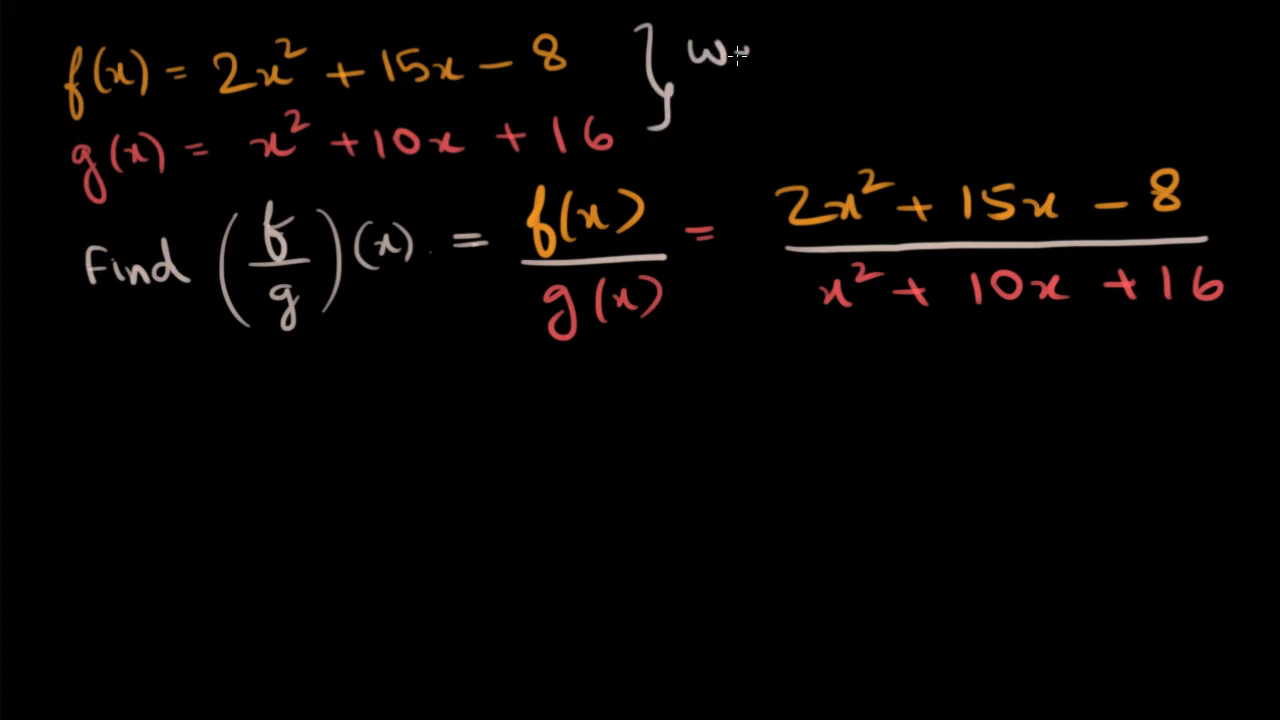 f(x) = 2x² + 15x - 8
g(x) = x² + 10x + 16
Find (f/g)(x) = f(x)/g(x) = (2x² + 15x - 8)/(x² + 10x + 16)